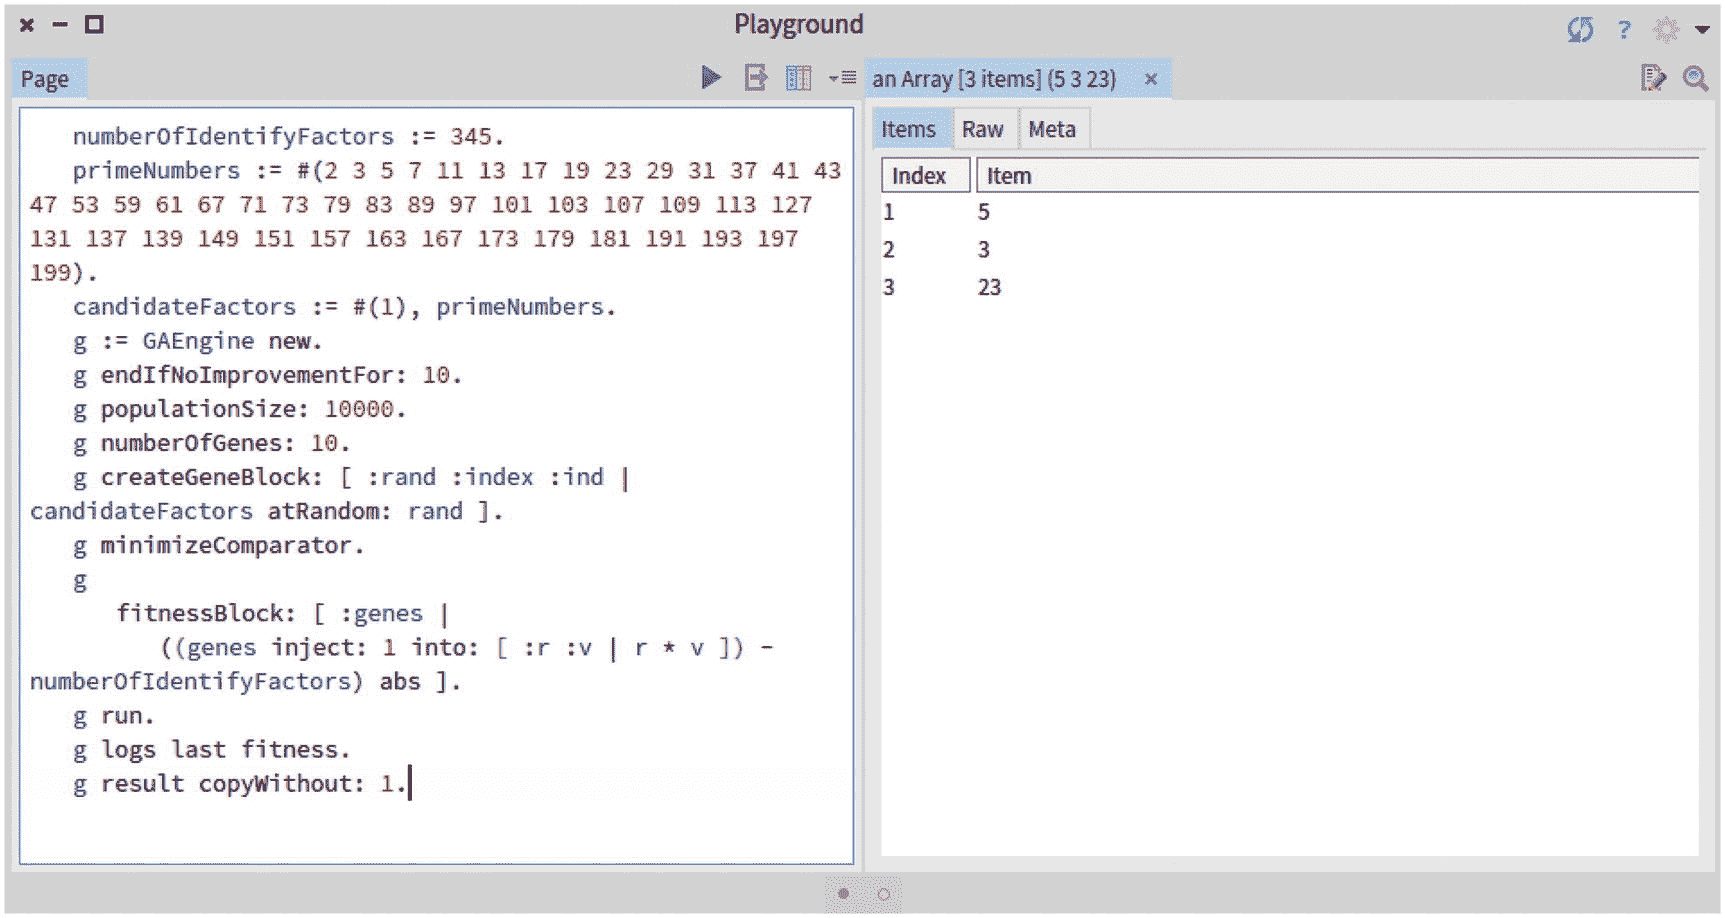 Playground
?
Page
an Array [3 items] (5 3 23)
numberOfIdentifyFactors := 345.
primeNumbers := #(2 3 5 7 11 13 17 19 23 29 31 37 41 43
47 53 59 61 67 71 73 79 83 89 97 101 103 107 109 113 127
131 137 139 149 151 157 163 167 173 179 181 191 193 197
199).
candidateFactors := #(1), primeNumbers.
g := GAEngine new.
g endIfNoImprovementFor: 10.
g populationSize: 10000.
g numberOfGenes: 10.
g createGeneBlock: [ :rand :index :ind |
candidateFactors atRandom: rand ].
g minimizeComparator.
g
fitnessBlock: [ :genes |
((genes inject: 1 into: [ :r :v | r * v ]) -
numberOfIdentifyFactors) abs ].
g run.
g logs last fitness.
g result copyWithout: 1.
Items Raw Meta
Index Item
1 5
2 3
3 23